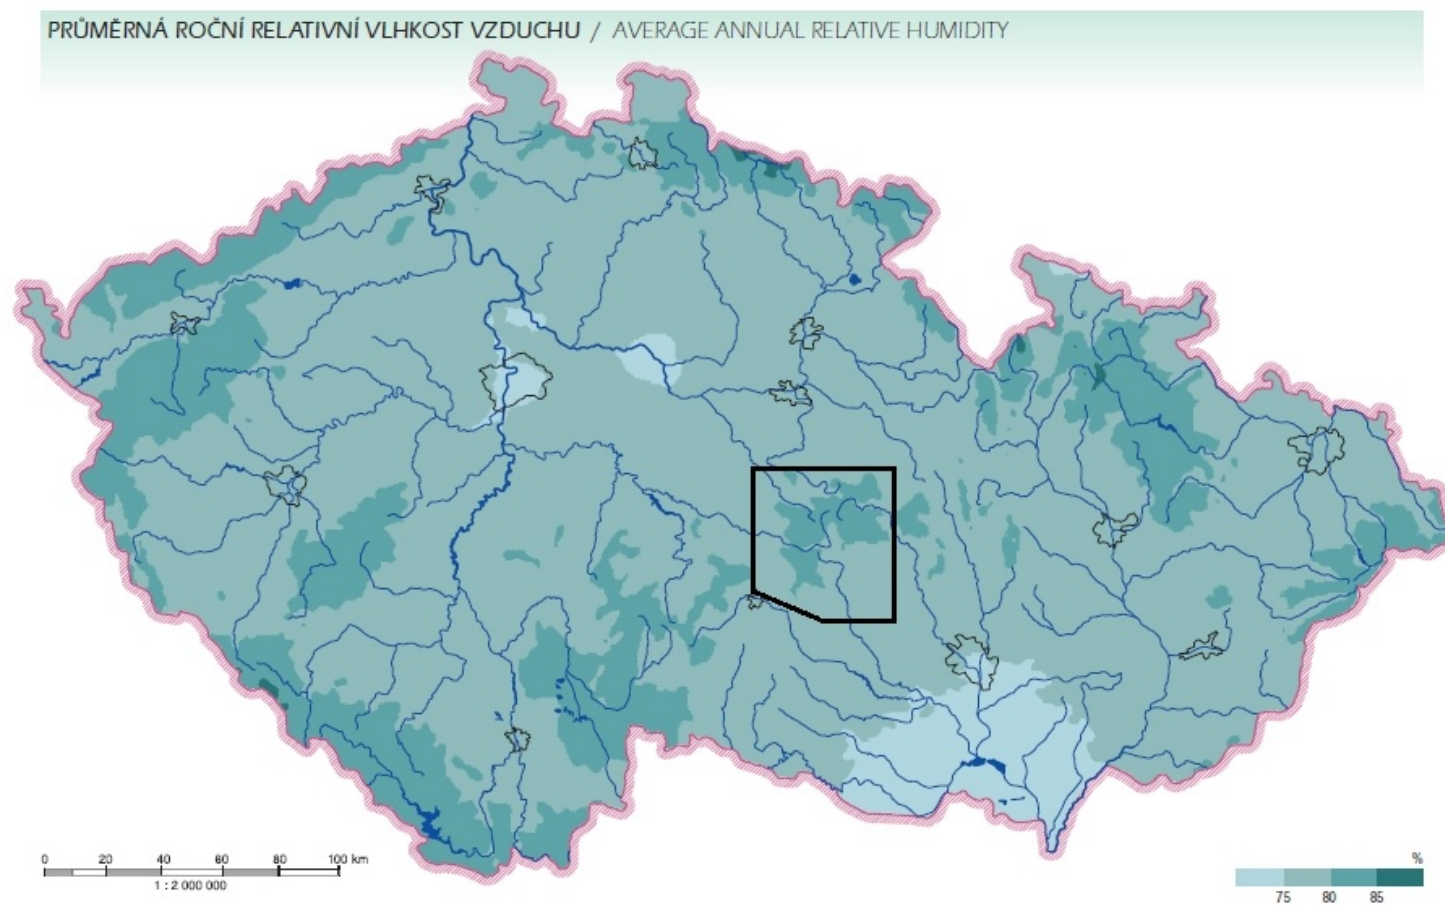 PRŮMĚRNÁ ROČNÍ RELATIVNÍ VLHKOST VZDUCHU / AVERAGE ANNUAL RELATIVE HUMIDITY
0 20 40 60 80 100 km
1 : 2 000 000
%
75 80 85